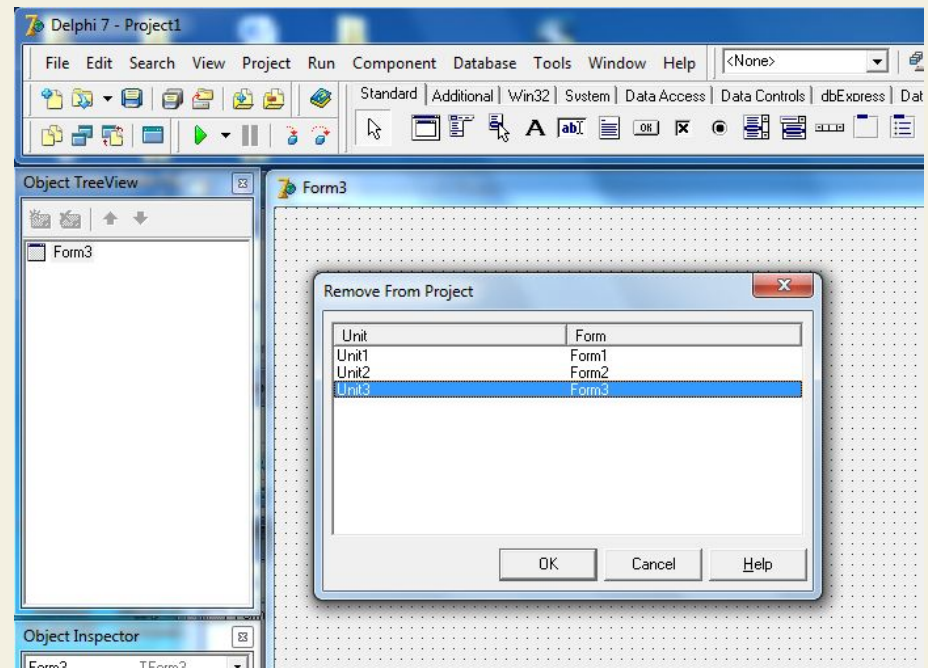 Delphi 7 - Project1
File Edit Search View Project Run Component Database Tools Window Help <None>
Standard Additional Win32 System Data Access Data Controls dbExpress Dat
A abI OK
Object TreeView
Form3
Form3
Remove From Project
Unit Form
Unit1 Form1
Unit2 Form2
Unit3 Form3
OK Cancel Help
Object Inspector
Form3 TForm3